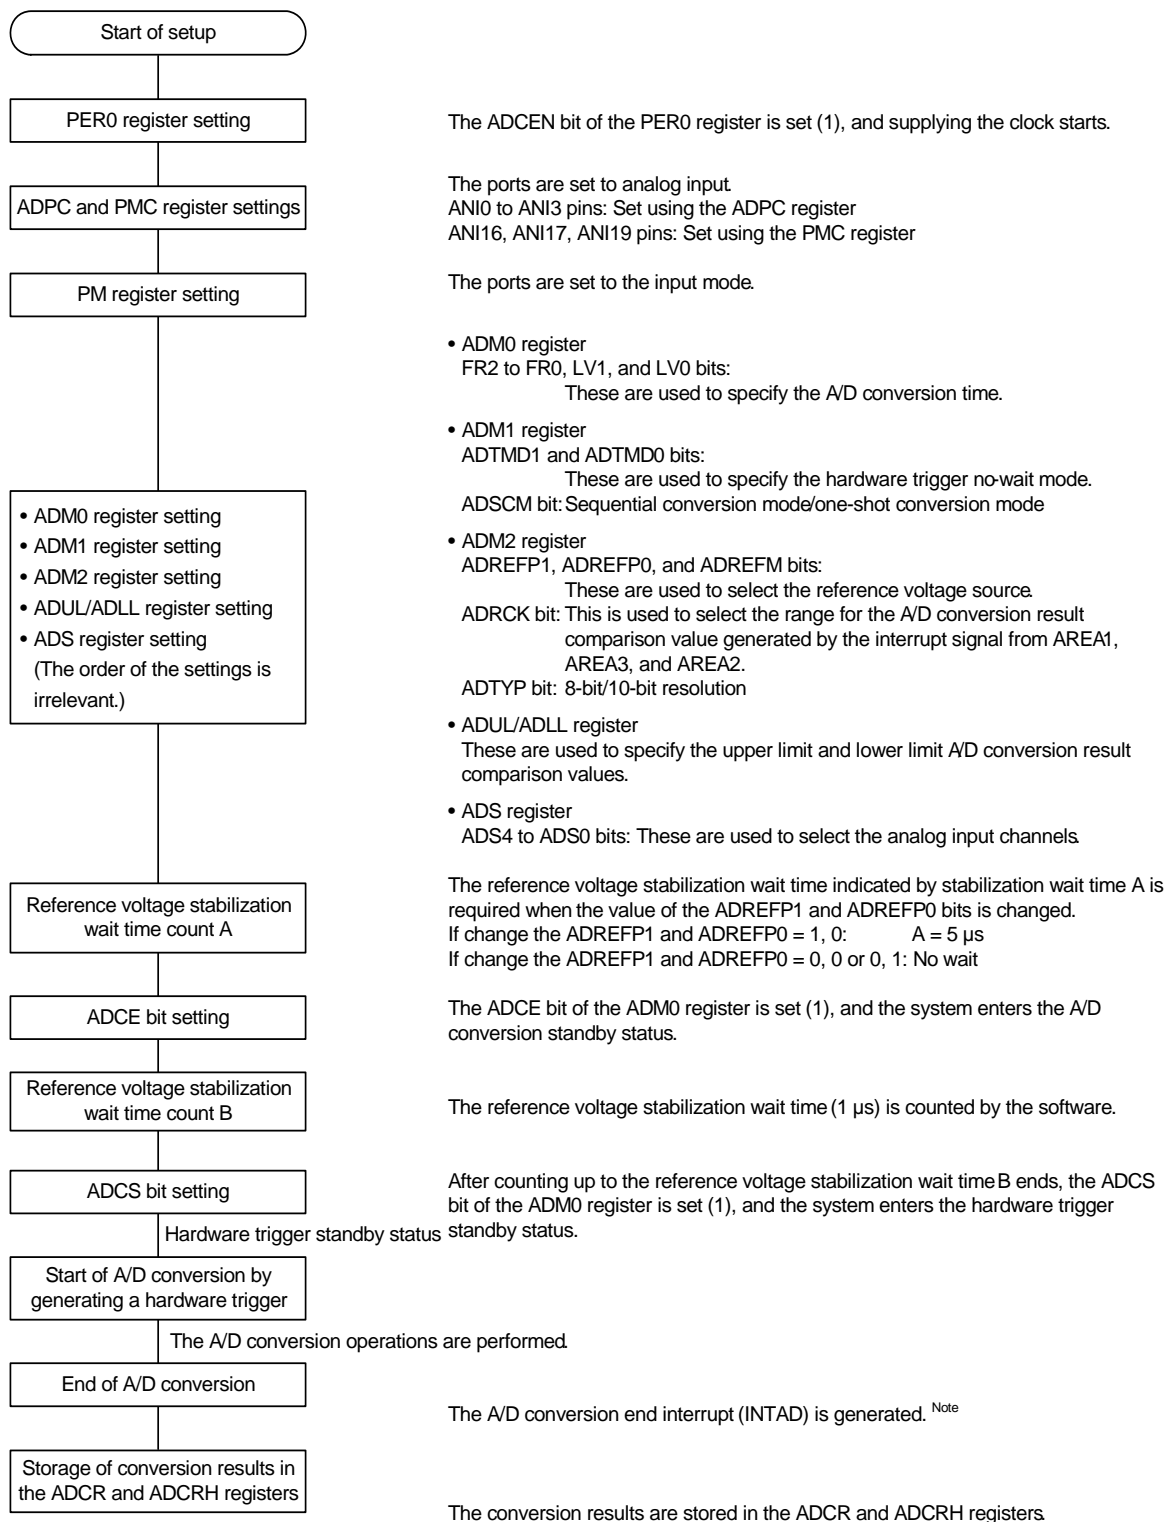 Start of setup
PER0 register setting
The ADCEN bit of the PER0 register is set (1), and supplying the clock starts.
ADPC and PMC register settings
The ports are set to analog input.
ANI0 to ANI3 pins: Set using the ADPC register
ANI16, ANI17, ANI19 pins: Set using the PMC register
PM register setting
The ports are set to the input mode.
• ADM0 register setting
• ADM1 register setting
• ADM2 register setting
• ADUL/ADLL register setting
• ADS register setting
(The order of the settings is
irrelevant.)
• ADM0 register
FR2 to FR0, LV1, and LV0 bits:
These are used to specify the A/D conversion time.
• ADM1 register
ADTMD1 and ADTMD0 bits:
These are used to specify the hardware trigger no-wait mode.
ADSCM bit: Sequential conversion mode/one-shot conversion mode
• ADM2 register
ADREFP1, ADREFP0, and ADREFM bits:
These are used to select the reference voltage source.
ADRCK bit: This is used to select the range for the A/D conversion result
comparison value generated by the interrupt signal from AREA1,
AREA3, and AREA2.
ADTYP bit: 8-bit/10-bit resolution
• ADUL/ADLL register
These are used to specify the upper limit and lower limit A/D conversion result
comparison values.
• ADS register
ADS4 to ADS0 bits: These are used to select the analog input channels.
Reference voltage stabilization
wait time count A
The reference voltage stabilization wait time indicated by stabilization wait time A is
required when the value of the ADREFP1 and ADREFP0 bits is changed.
If change the ADREFP1 and ADREFP0 = 1, 0: A = 5 µs
If change the ADREFP1 and ADREFP0 = 0, 0 or 0, 1: No wait
ADCE bit setting
The ADCE bit of the ADM0 register is set (1), and the system enters the A/D
conversion standby status.
Reference voltage stabilization
wait time count B
The reference voltage stabilization wait time (1 µs) is counted by the software.
ADCS bit setting
After counting up to the reference voltage stabilization wait time B ends, the ADCS
bit of the ADM0 register is set (1), and the system enters the hardware trigger
standby status.
Hardware trigger standby status
Start of A/D conversion by
generating a hardware trigger
The A/D conversion operations are performed.
End of A/D conversion
The A/D conversion end interrupt (INTAD) is generated. Note
Storage of conversion results in
the ADCR and ADCRH registers
The conversion results are stored in the ADCR and ADCRH registers.